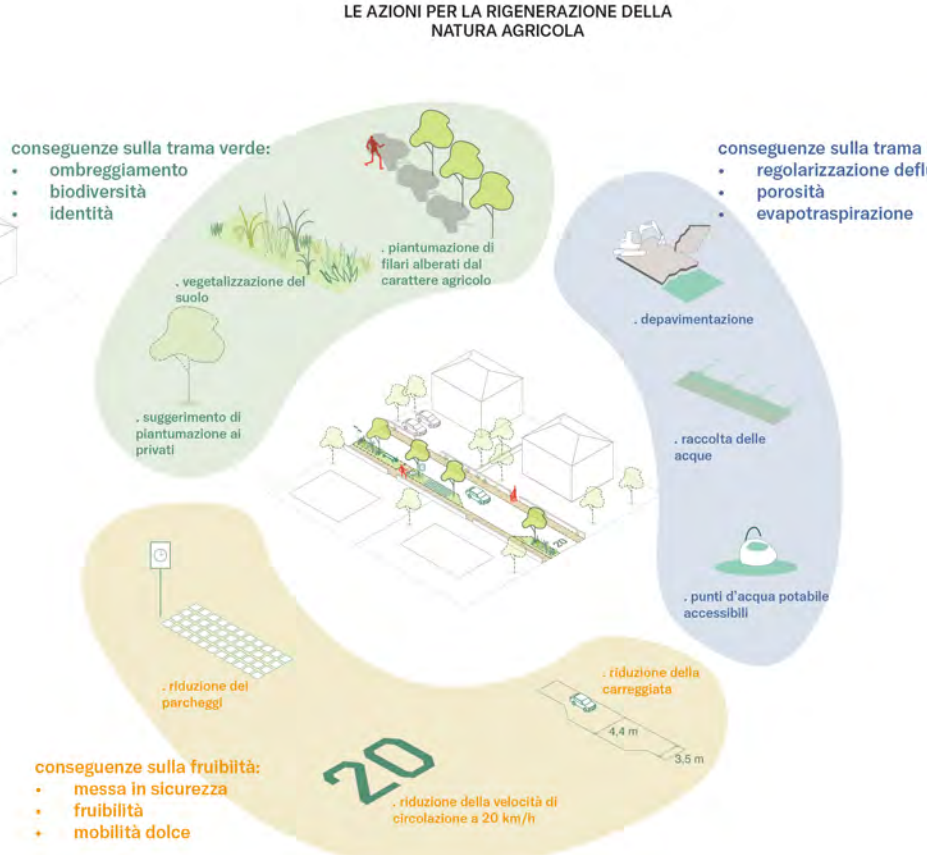 LE AZIONI PER LA RIGENERAZIONE DELLA
NATURA AGRICOLA
conseguenze sulla trama verde:
• ombreggiamento
• biodiversità
• identità
conseguenze sulla trama
• regolarizzazione
• porosità
• evapotraspirazione
. piantumazione di
filari alberati dal
carattere agricolo
. vegetalizzazione del
suolo
. suggerimento di
piantumazione ai
privati
. depavimentazione
. raccolta delle
acque
. punti d'acqua potabile
accessibili
20
. riduzione dei
parcheggi
. riduzione della
carreggiata
4,4 m
3,5 m
20
. riduzione della velocità di
circolazione a 20 km/h
conseguenze sulla fruibiità:
• messa in sicurezza
• fruibilità
• mobilità dolce